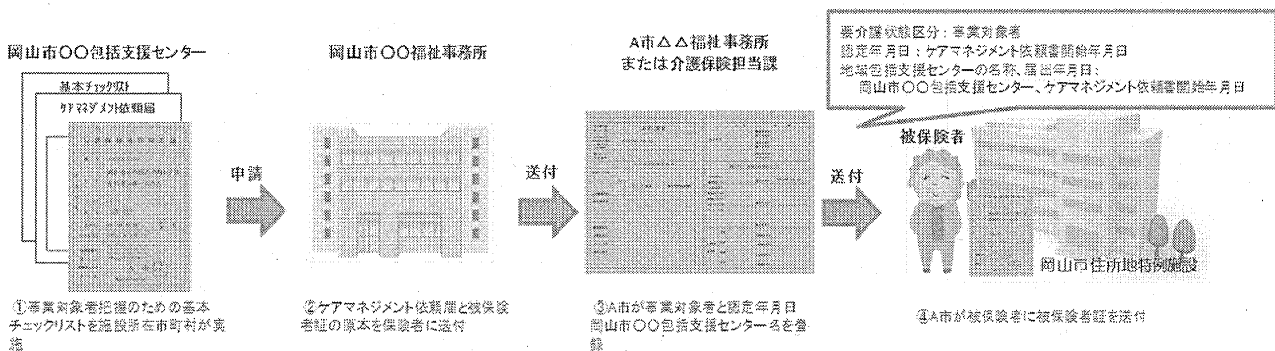 岡山市〇〇包括支援センター
基本チェックリスト
ケアマネジメント依頼届
申請
岡山市〇〇福祉事務所
送付
A市△△福祉事務所
または介護保険担当課
送付
要介護状態区分：事業対象者
認定年月日：ケアマネジメント依頼書開始年月日
地域包括支援センターの名称、届出年月日：
岡山市〇〇包括支援センター、ケアマネジメント依頼書開始年月日
被保険者
岡山市住所地特例施設
①事業対象者把握のための基本
チェックリストを施設所在市町村が実
施
②ケアマネジメント依頼届と被保険
者証の原本を保険者に送付
③A市が事業対象者と認定年月日
岡山市〇〇包括支援センター名を登
録
④A市が被保険者に被保険者証を送付